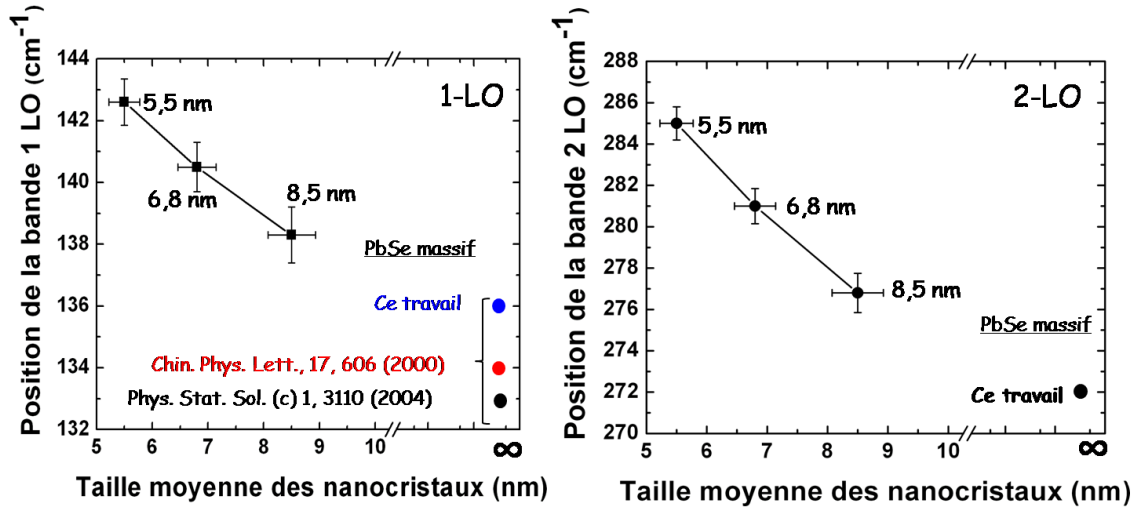 Position de la bande 1 LO (cm⁻¹)
144
142
140
138
136
134
132
1-LO
5,5 nm
6,8 nm
8,5 nm
PbSe massif
Ce travail
Chin. Phys. Lett., 17, 606 (2000)
Phys. Stat. Sol. (c) 1, 3110 (2004)
5 6 7 8 9 10 ∞
Taille moyenne des nanocristaux (nm)
Position de la bande 2 LO (cm⁻¹)
288
286
284
282
280
278
276
274
272
270
2-LO
5,5 nm
6,8 nm
8,5 nm
PbSe massif
Ce travail
5 6 7 8 9 10 ∞
Taille moyenne des nanocristaux (nm)